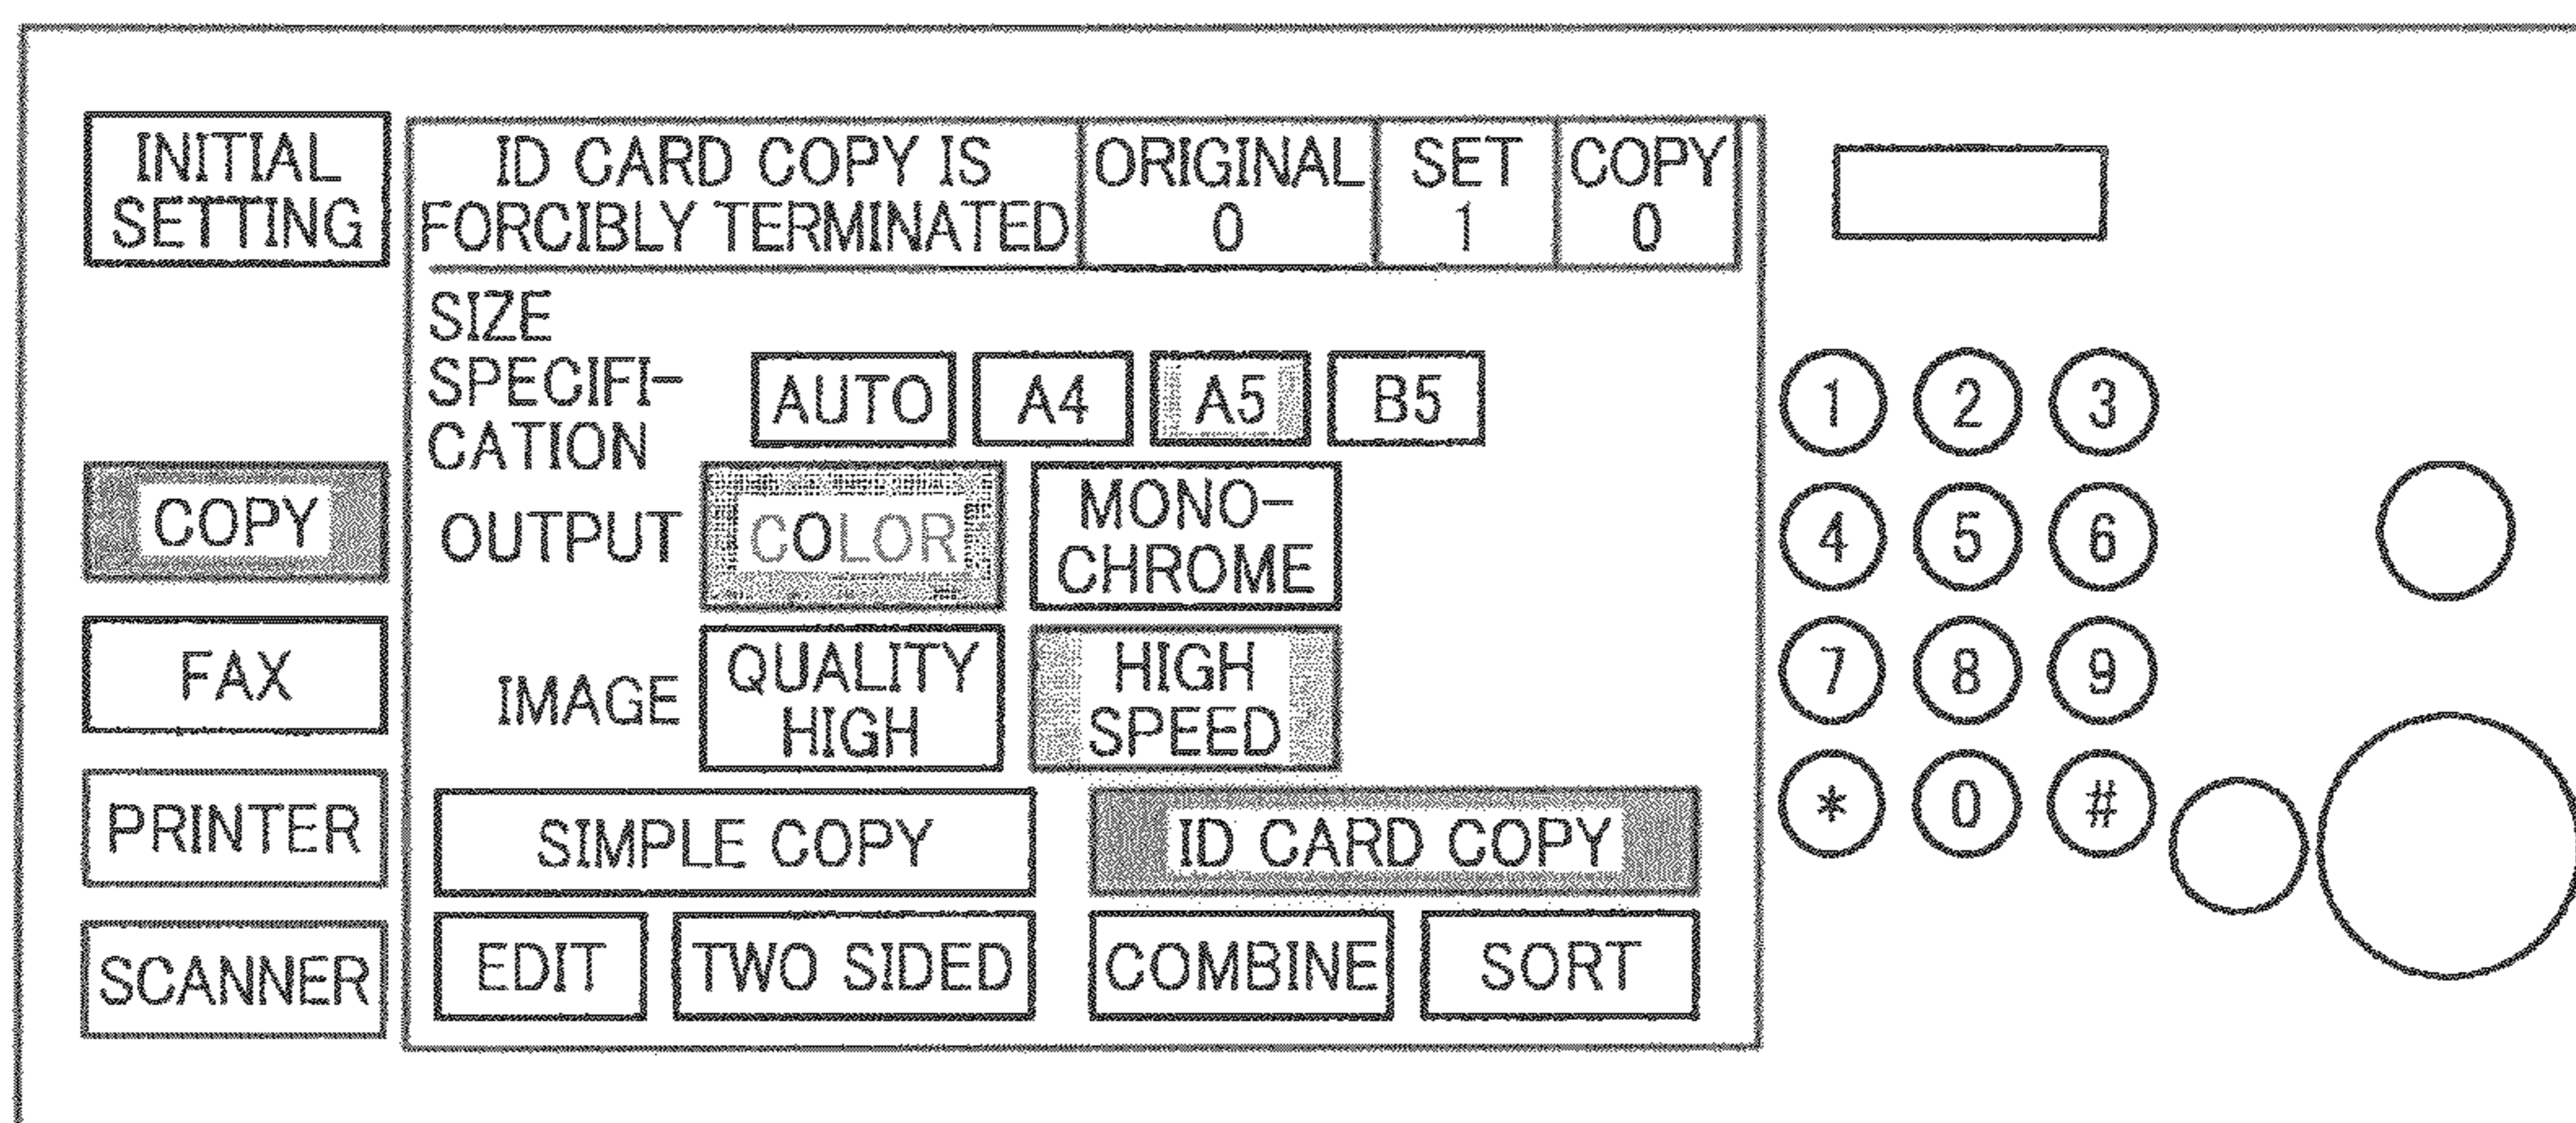 INITIAL
SETTING
ID CARD COPY IS
FORCIBLY TERMINATED
ORIGINAL
0
SET
1
COPY
0
SIZE
SPECIFI-
CATION
AUTO
A4
A5
B5
COPY
OUTPUT
COLOR
MONO-
CHROME
FAX
IMAGE
QUALITY
HIGH
HIGH
SPEED
PRINTER
SIMPLE COPY
ID CARD COPY
SCANNER
EDIT
TWO SIDED
COMBINE
SORT
1 2 3
4 5 6
7 8 9
* 0 #